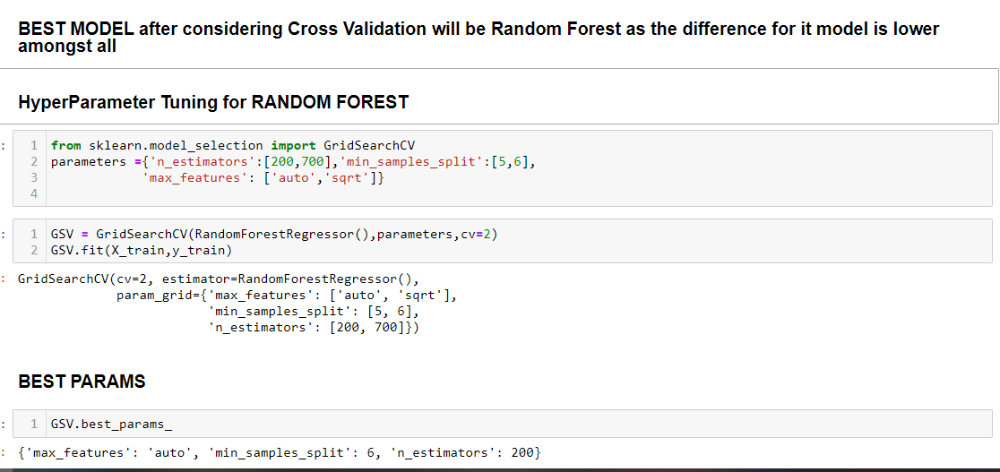 BEST MODEL after considering Cross Validation will be Random Forest as the difference for it model is lower
amongst all
HyperParameter Tuning for RANDOM FOREST
: 1 from sklearn.model_selection import GridSearchCV
2 parameters ={'n_estimators':[200,700],'min_samples_split':[5,6],
3 'max_features': ['auto','sqrt']}
4
: 1 GSV = GridSearchCV(RandomForestRegressor(),parameters,cv=2)
2 GSV.fit(X_train,y_train)
: GridSearchCV(cv=2, estimator=RandomForestRegressor(),
param_grid={'max_features': ['auto', 'sqrt'],
'min_samples_split': [5, 6],
'n_estimators': [200, 700]})
BEST PARAMS
: 1 GSV.best_params_
: {'max_features': 'auto', 'min_samples_split': 6, 'n_estimators': 200}